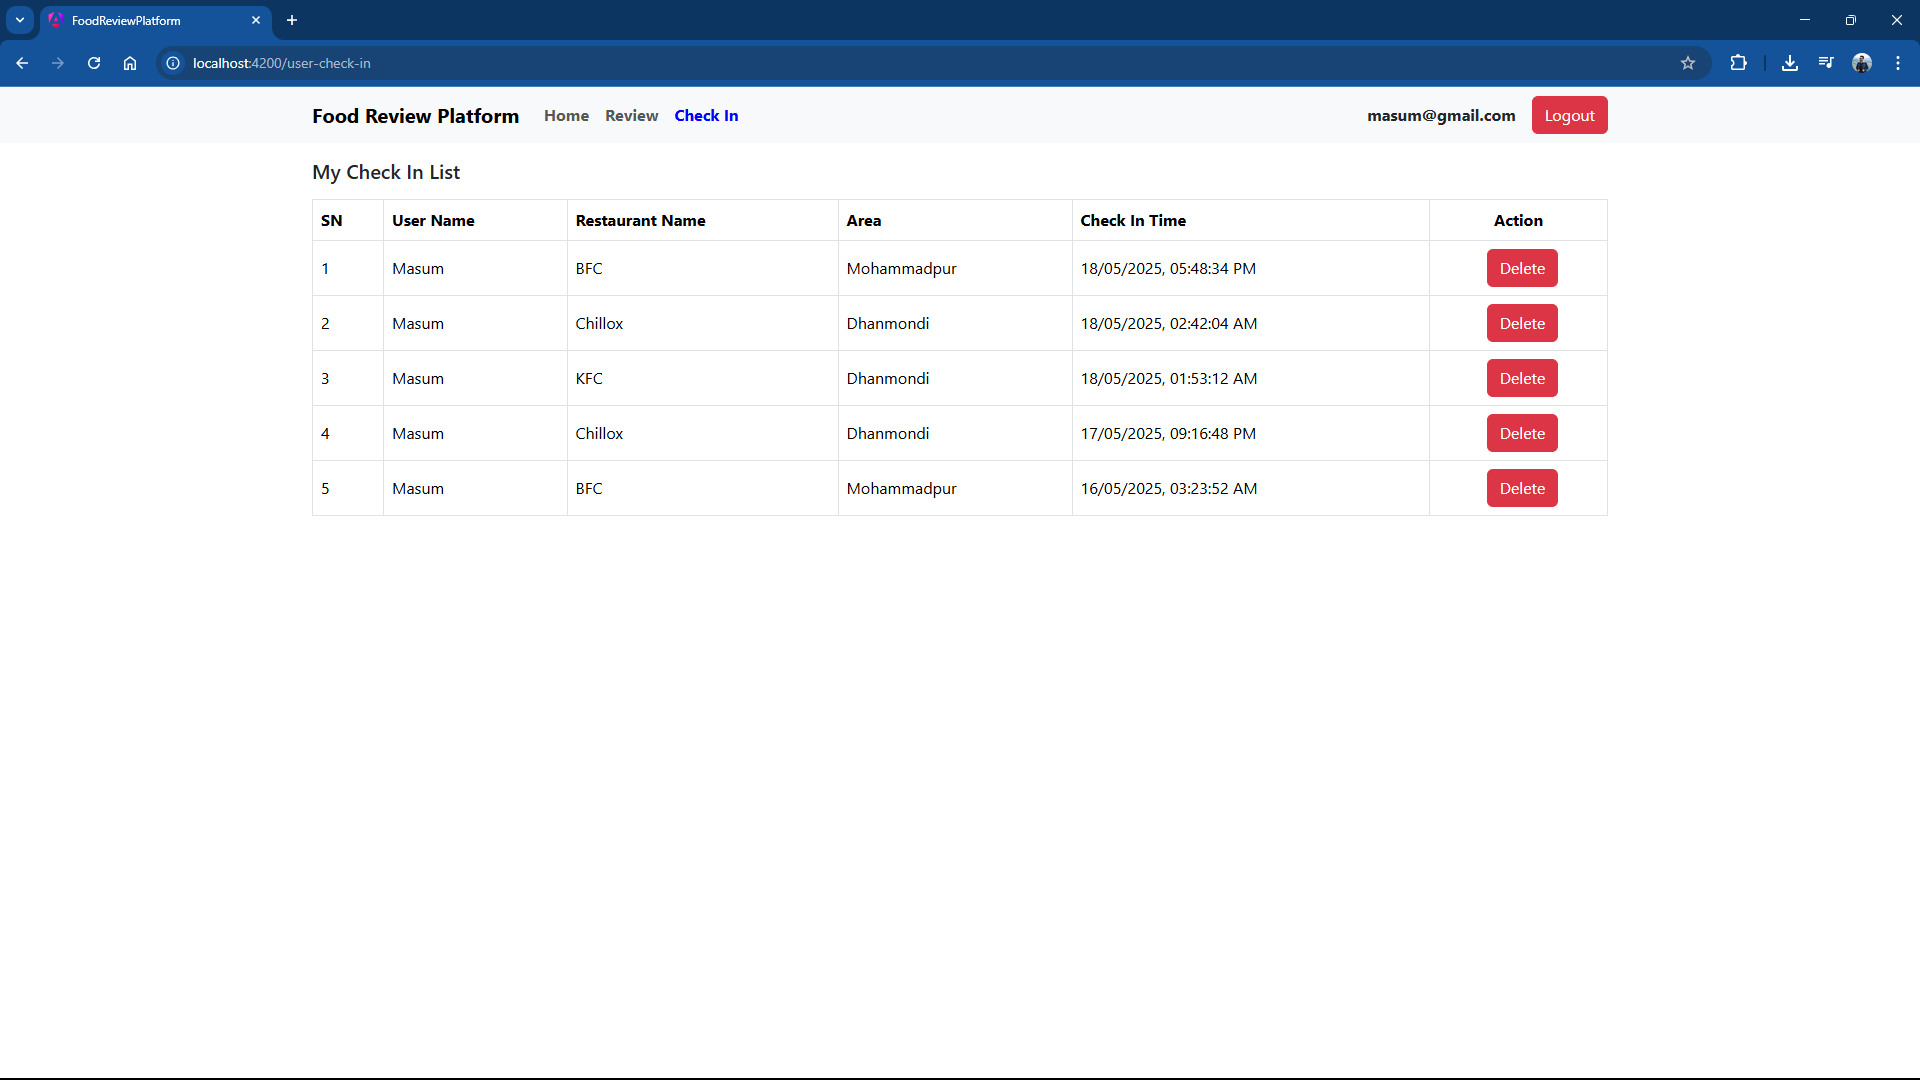 FoodReviewPlatform
localhost:4200/user-check-in
Food Review Platform Home Review Check In masum@gmail.com Logout
My Check In List
SN User Name Restaurant Name Area Check In Time Action
1 Masum BFC Mohammadpur 18/05/2025, 05:48:34 PM Delete
2 Masum Chillox Dhanmondi 18/05/2025, 02:42:04 AM Delete
3 Masum KFC Dhanmondi 18/05/2025, 01:53:12 AM Delete
4 Masum Chillox Dhanmondi 17/05/2025, 09:16:48 PM Delete
5 Masum BFC Mohammadpur 16/05/2025, 03:23:52 AM Delete